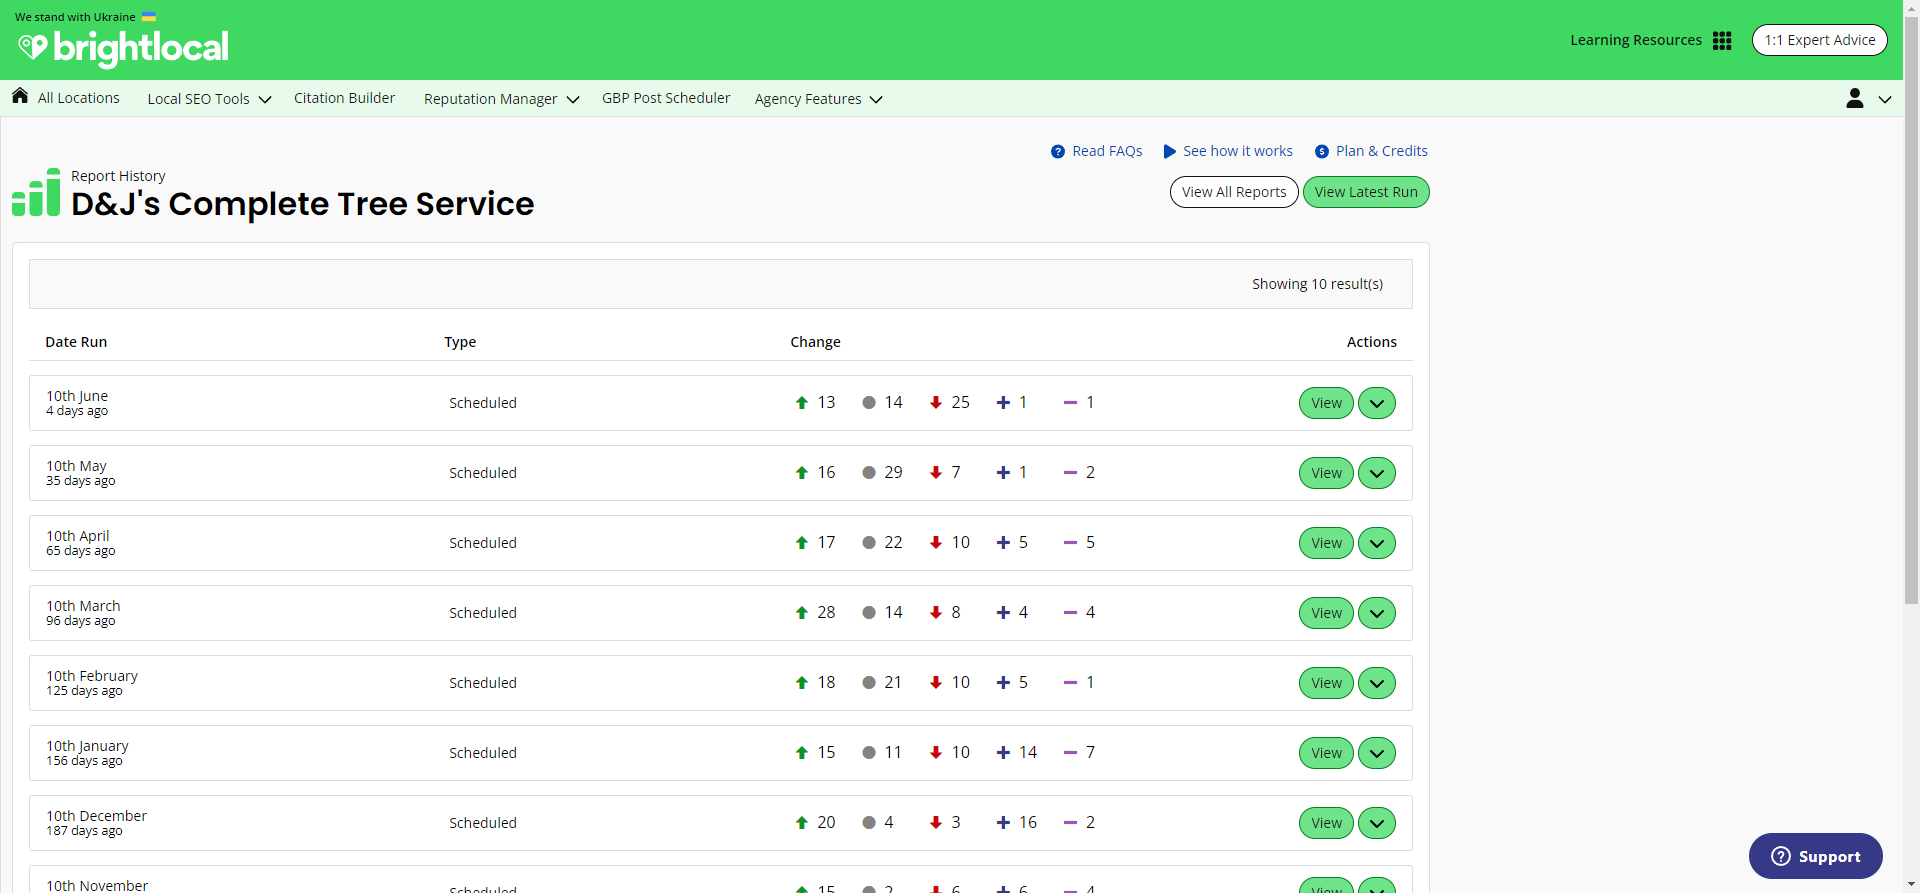 We stand with Ukraine
brightlocal
Learning Resources
1:1 Expert Advice
All Locations
Local SEO Tools
Citation Builder
Reputation Manager
GBP Post Scheduler
Agency Features
Read FAQs
See how it works
Plan & Credits
Report History
D&J's Complete Tree Service
View All Reports
View Latest Run
Showing 10 result(s)
Date Run Type Change Actions
10th June
4 days ago
Scheduled 13 14 25 1 1 View
10th May
35 days ago
Scheduled 16 29 7 1 2 View
10th April
65 days ago
Scheduled 17 22 10 5 5 View
10th March
96 days ago
Scheduled 28 14 8 4 4 View
10th February
125 days ago
Scheduled 18 21 10 5 1 View
10th January
156 days ago
Scheduled 15 11 10 14 7 View
10th December
187 days ago
Scheduled 20 4 3 16 2 View
10th November
Scheduled 15 2 6 6 4 View
Support